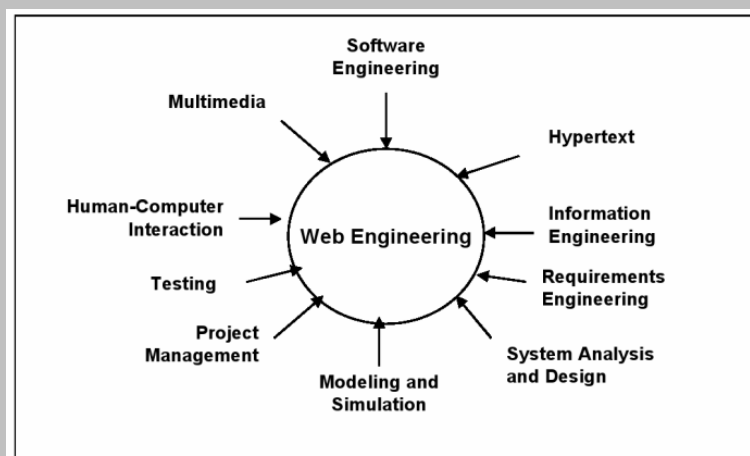 Software
Engineering
Multimedia
Hypertext
Human-Computer
Interaction
Web Engineering
Information
Engineering
Testing
Requirements
Engineering
Project
Management
System Analysis
and Design
Modeling and
Simulation